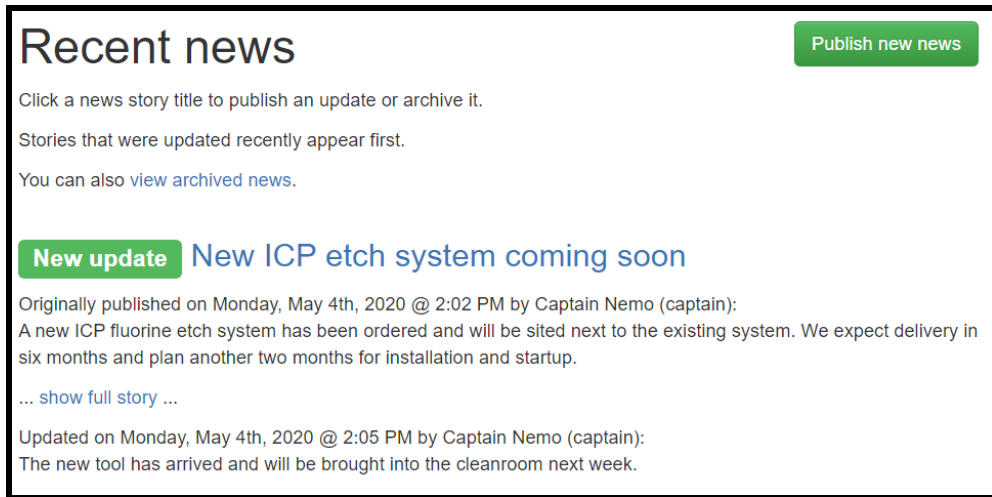 Recent news
Publish new news
Click a news story title to publish an update or archive it.
Stories that were updated recently appear first.
You can also view archived news.
New update New ICP etch system coming soon
Originally published on Monday, May 4th, 2020 @ 2:02 PM by Captain Nemo (captain):
A new ICP fluorine etch system has been ordered and will be sited next to the existing system. We expect delivery in
six months and plan another two months for installation and startup.
... show full story ...
Updated on Monday, May 4th, 2020 @ 2:05 PM by Captain Nemo (captain):
The new tool has arrived and will be brought into the cleanroom next week.